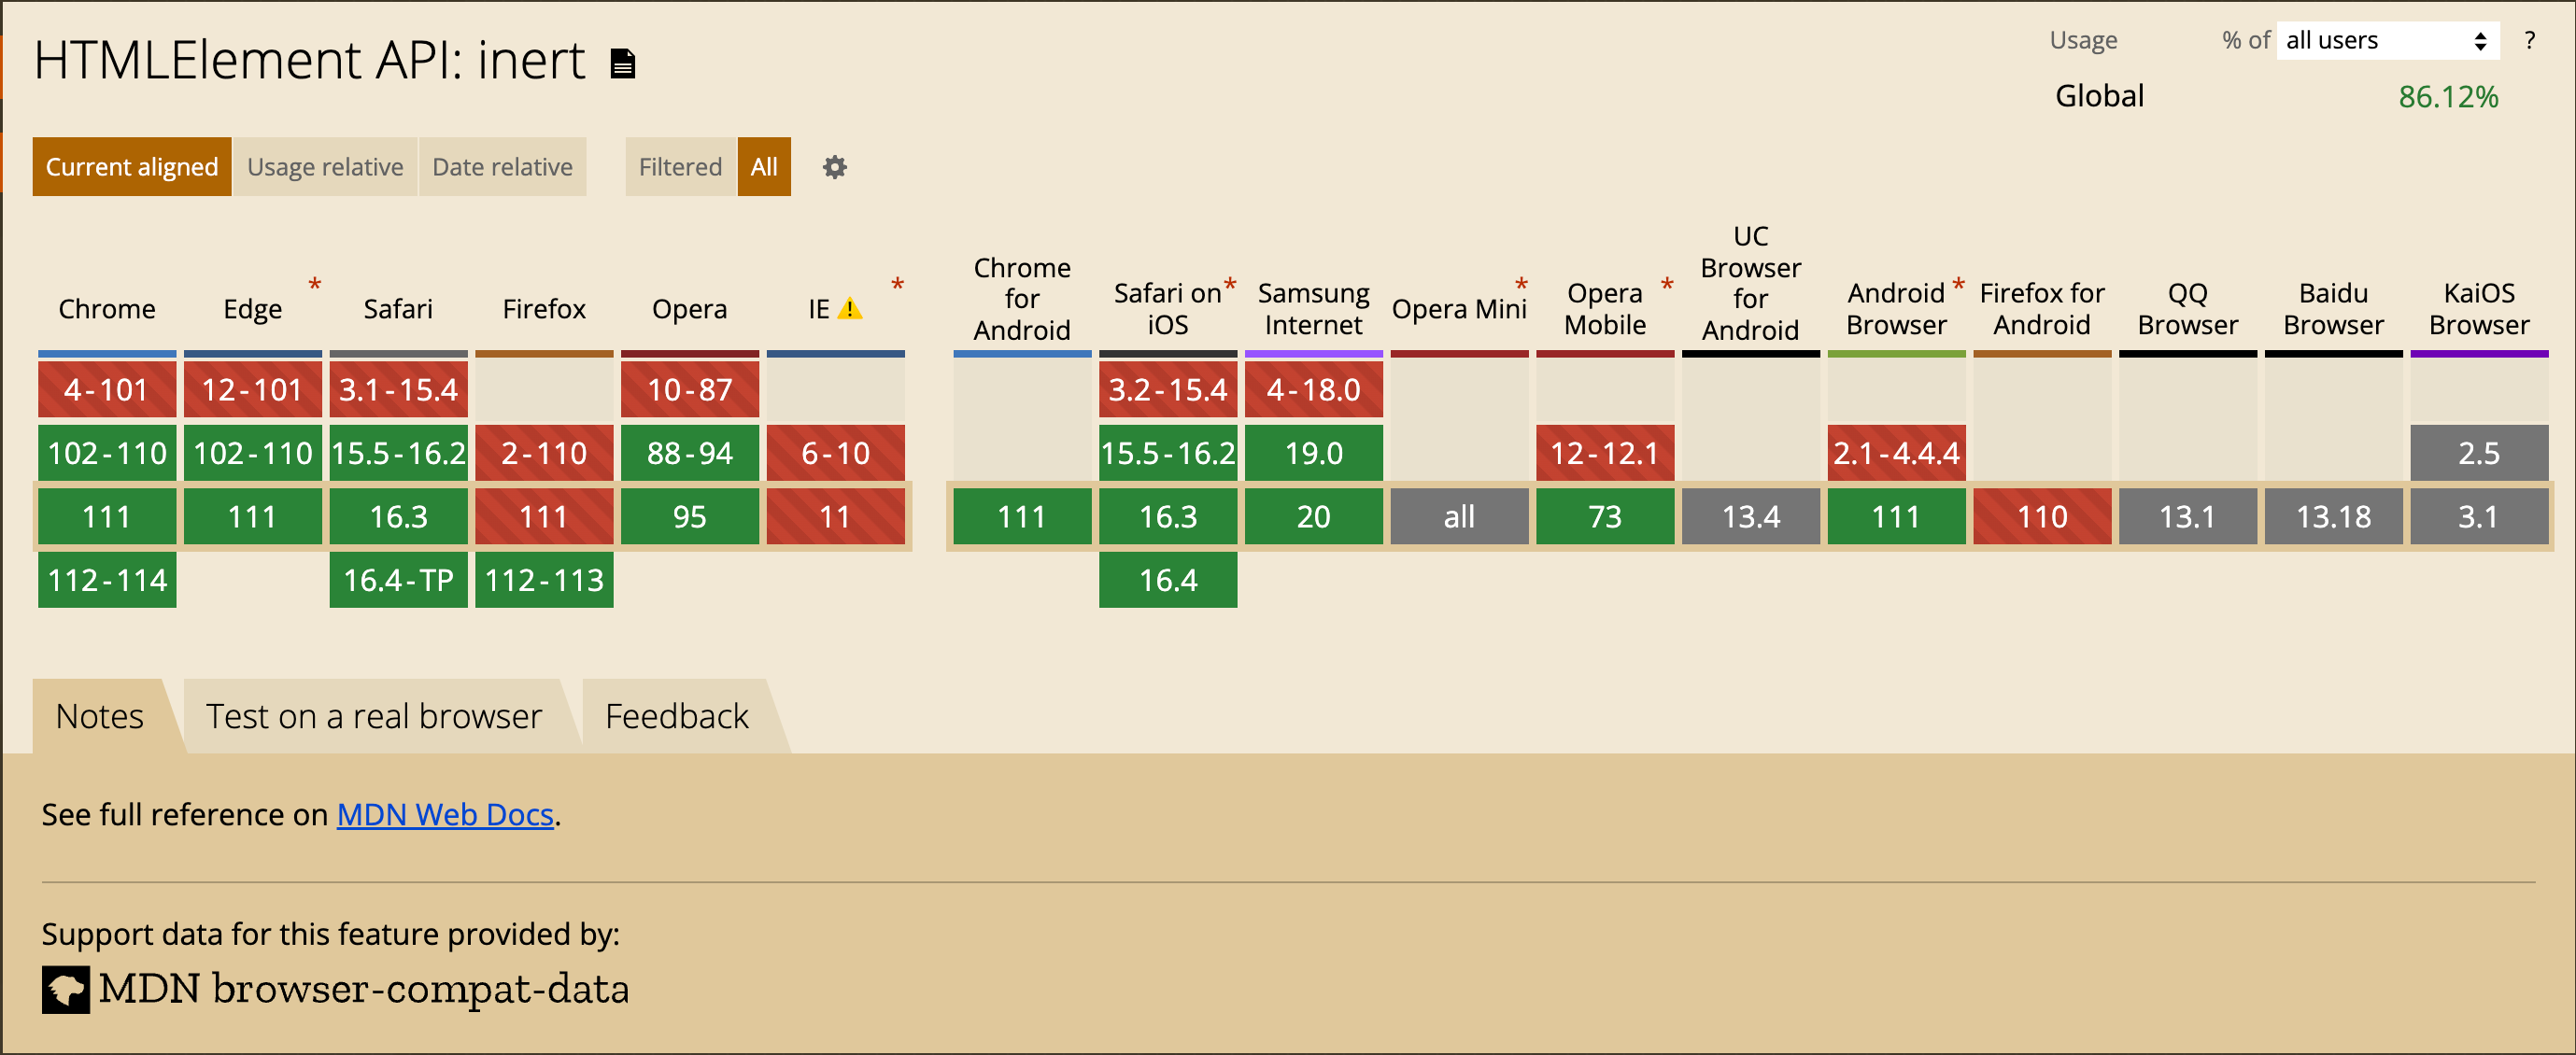 HTMLElement API: inert
Usage % of all users ?
Global 86.12%
Current aligned Usage relative Date relative Filtered All
Chrome Edge * Safari Firefox Opera IE *
4-101 12-101 3.1-15.4 10-87
102-110 102-110 15.5-16.2 2-110 88-94 6-10
111 111 16.3 111 95 11
112-114 16.4-TP 112-113
Chrome for Android Safari on iOS * Samsung Internet Opera Mini * Opera Mobile * UC Browser for Android Android Browser * Firefox for Android QQ Browser Baidu Browser KaiOS Browser
3.2-15.4 4-18.0
15.5-16.2 19.0 12-12.1 2.1-4.4.4 2.5
111 16.3 20 all 73 13.4 111 110 13.1 13.18 3.1
16.4
Notes Test on a real browser Feedback
See full reference on MDN Web Docs.
Support data for this feature provided by:
MDN browser-compat-data